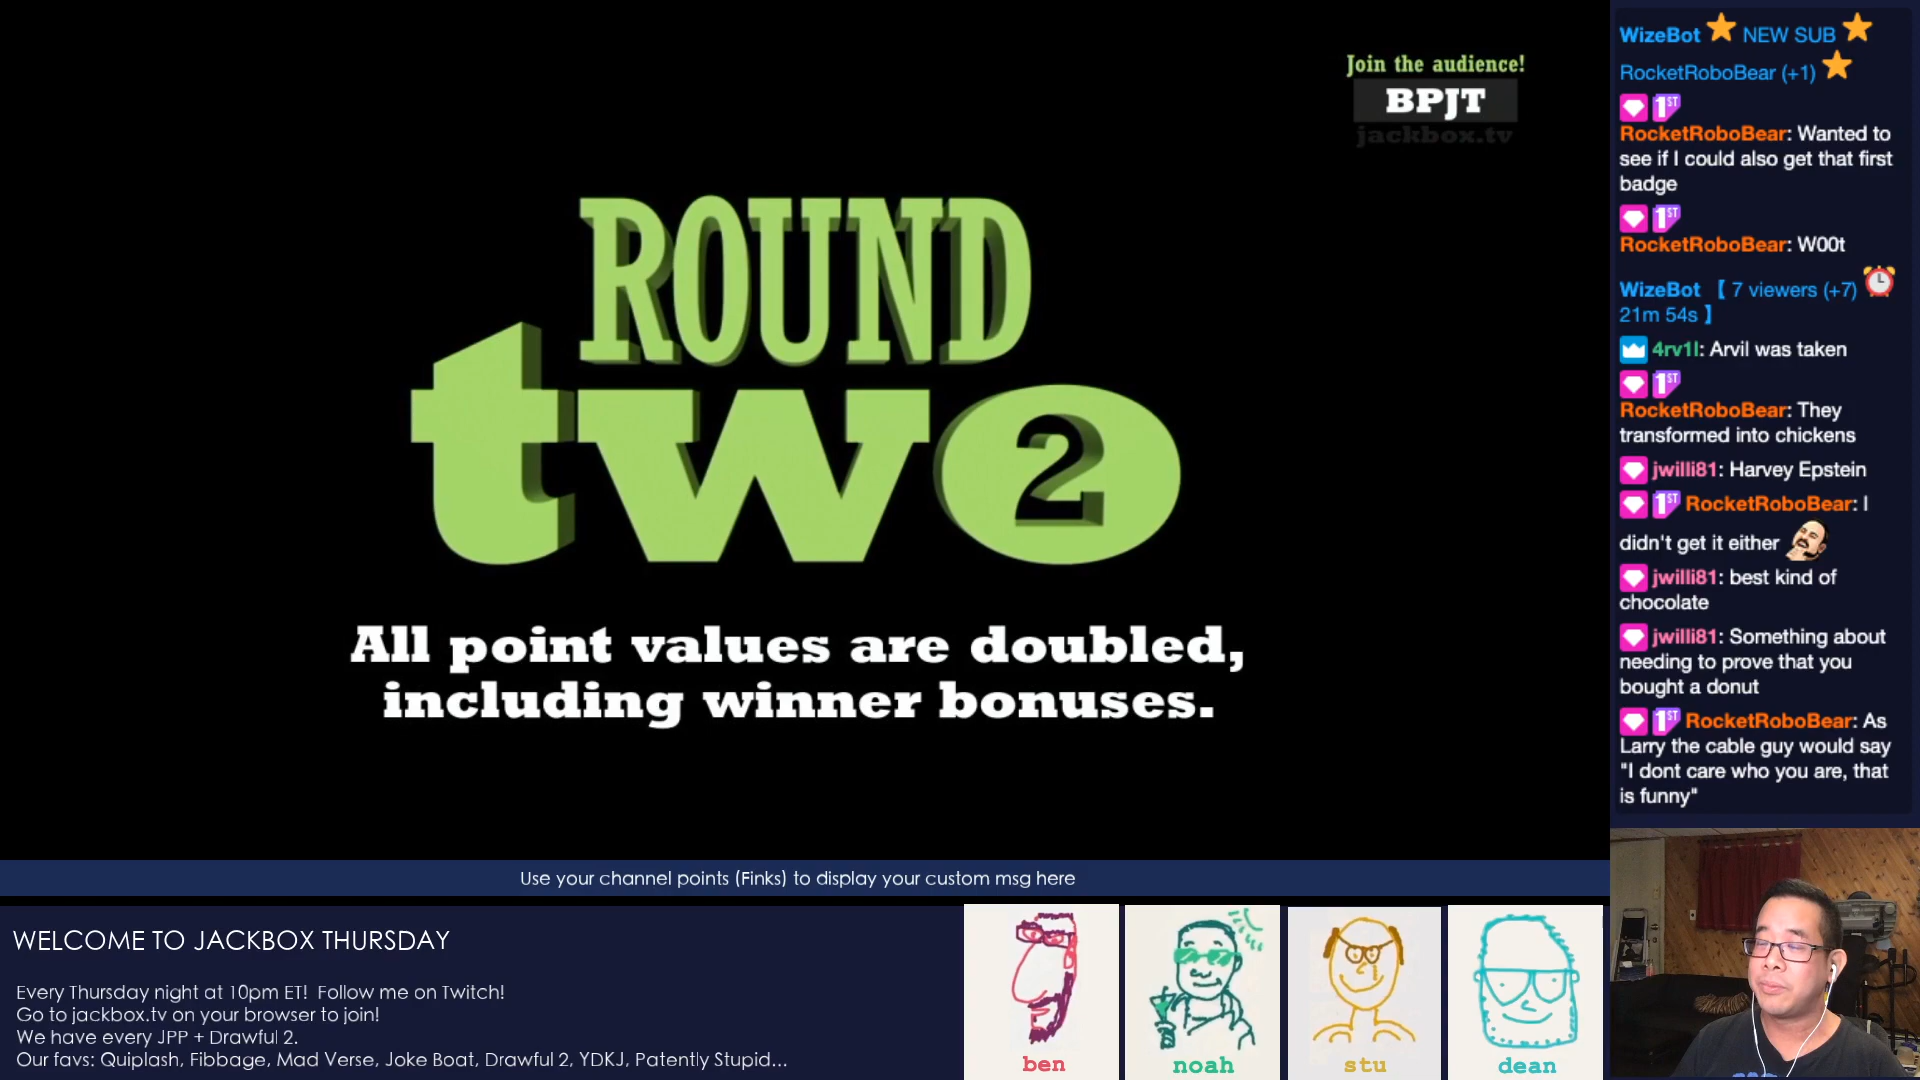 Join the audience!
BPJT
jackbox.tv
ROUND
two
2
All point values are doubled,
including winner bonuses.
Use your channel points (Finks) to display your custom msg here
WELCOME TO JACKBOX THURSDAY
Every Thursday night at 10pm ET! Follow me on Twitch!
Go to jackbox.tv on your browser to join!
We have every JPP + Drawful 2.
Our favs: Quiplash, Fibbage, Mad Verse, Joke Boat, Drawful 2, YDKJ, Patently Stupid...
ben
noah
stu
dean
WizeBot NEW SUB
RocketRoboBear (+1)
1ST
RocketRoboBear: Wanted to
see if I could also get that first
badge
1ST
RocketRoboBear: W00t
WizeBot 【 7 viewers (+7)
21m 54s 】
4rv1l: Arvil was taken
1ST
RocketRoboBear: They
transformed into chickens
jwilli81: Harvey Epstein
1ST RocketRoboBear: I
didn't get it either
jwilli81: best kind of
chocolate
jwilli81: Something about
needing to prove that you
bought a donut
1ST RocketRoboBear: As
Larry the cable guy would say
"I dont care who you are, that
is funny"